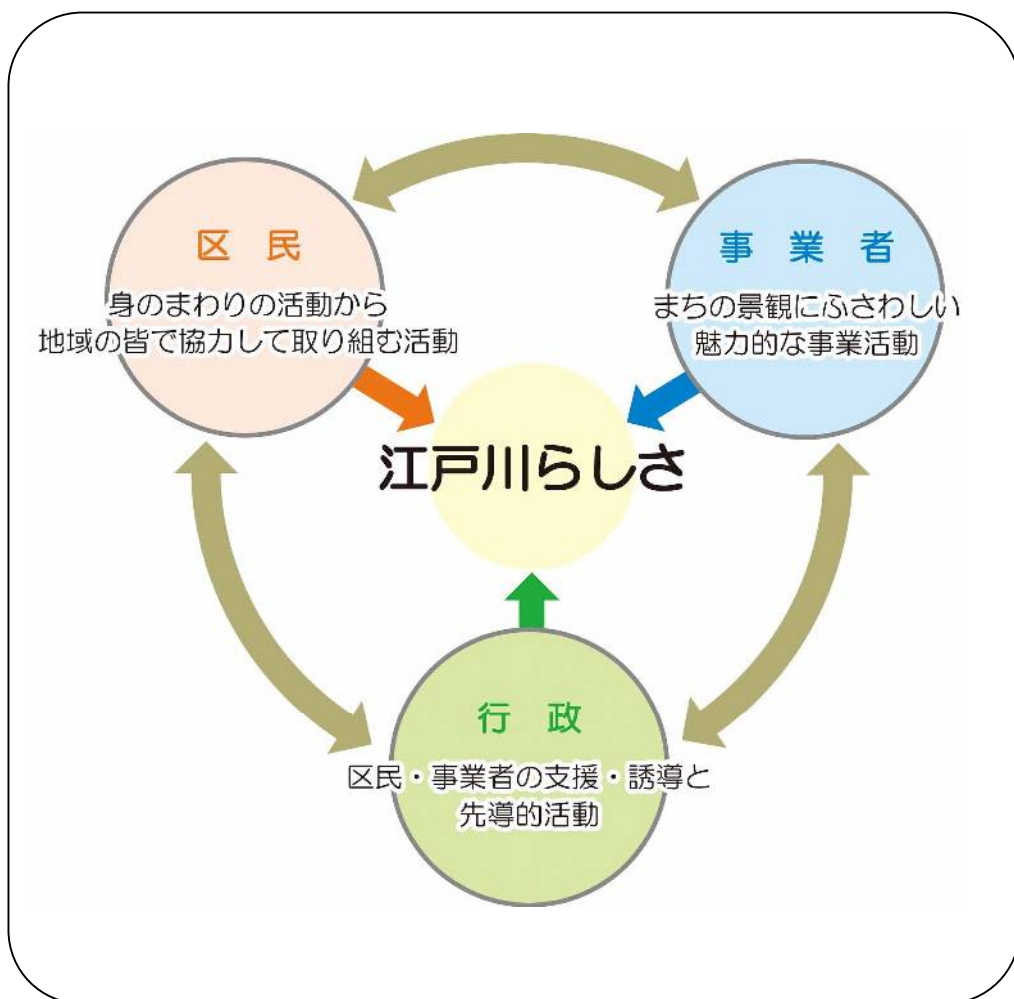 区民
身のまわりの活動から
地域の皆で協力して取り組む活動
事業者
まちの景観にふさわしい
魅力的な事業活動
江戸川らしさ
行政
区民・事業者の支援・誘導と
先導的活動